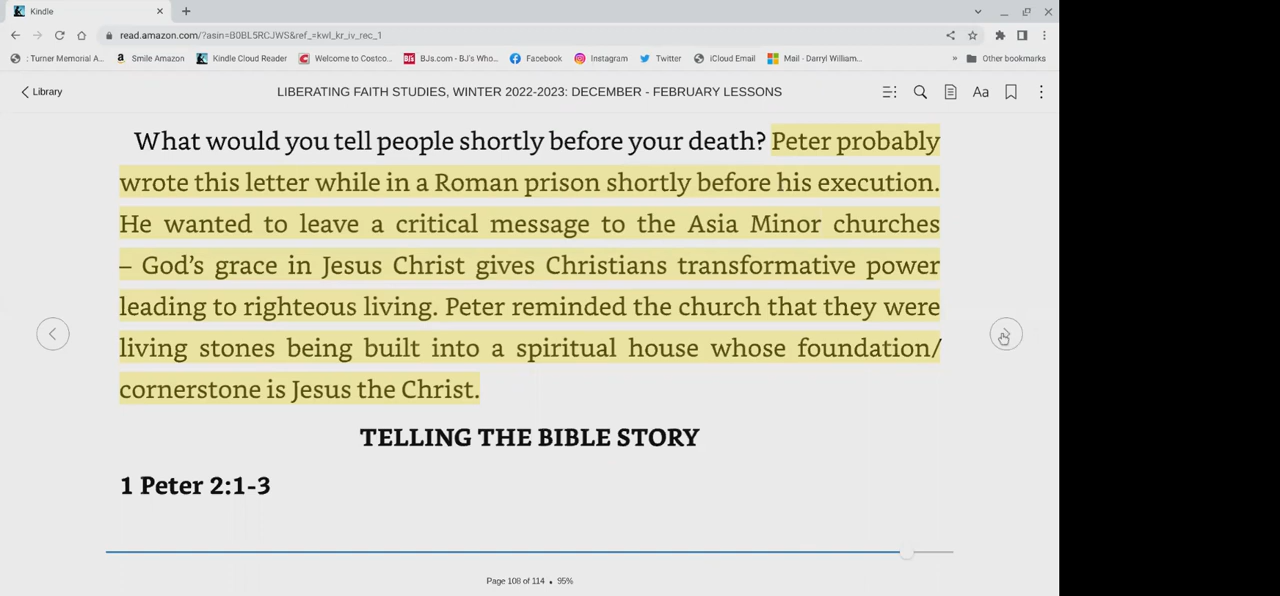 Kindle
read.amazon.com/?asin=B0BL5RCJWS&ref_=kwl_kr_iv_rec_1
: Turner Memorial A... Smile Amazon Kindle Cloud Reader Welcome to Costco... BJs.com - BJ's Who... Facebook Instagram Twitter iCloud Email Mail - Darryl William... » Other bookmarks
Library LIBERATING FAITH STUDIES, WINTER 2022-2023: DECEMBER - FEBRUARY LESSONS Aa
What would you tell people shortly before your death? Peter probably
wrote this letter while in a Roman prison shortly before his execution.
He wanted to leave a critical message to the Asia Minor churches
– God's grace in Jesus Christ gives Christians transformative power
leading to righteous living. Peter reminded the church that they were
living stones being built into a spiritual house whose foundation/
cornerstone is Jesus the Christ.
TELLING THE BIBLE STORY
1 Peter 2:1-3
Page 108 of 114 • 95%